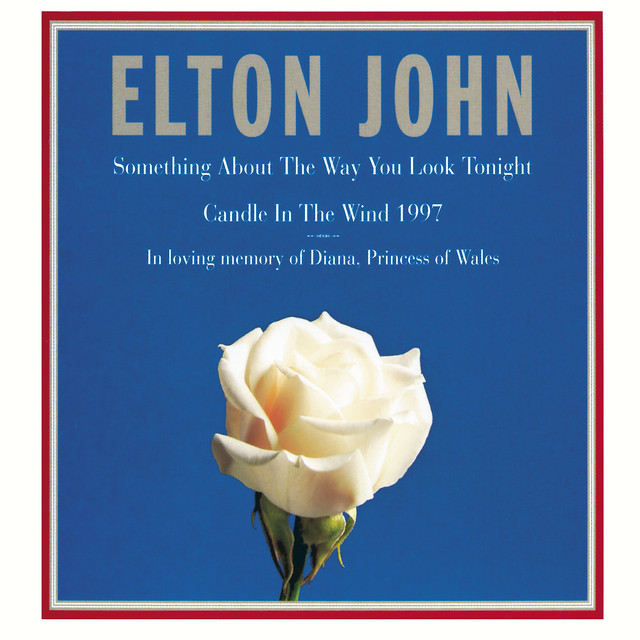 ELTON JOHN
Something About The Way You Look Tonight
Candle In The Wind 1997
In loving memory of Diana, Princess of Wales